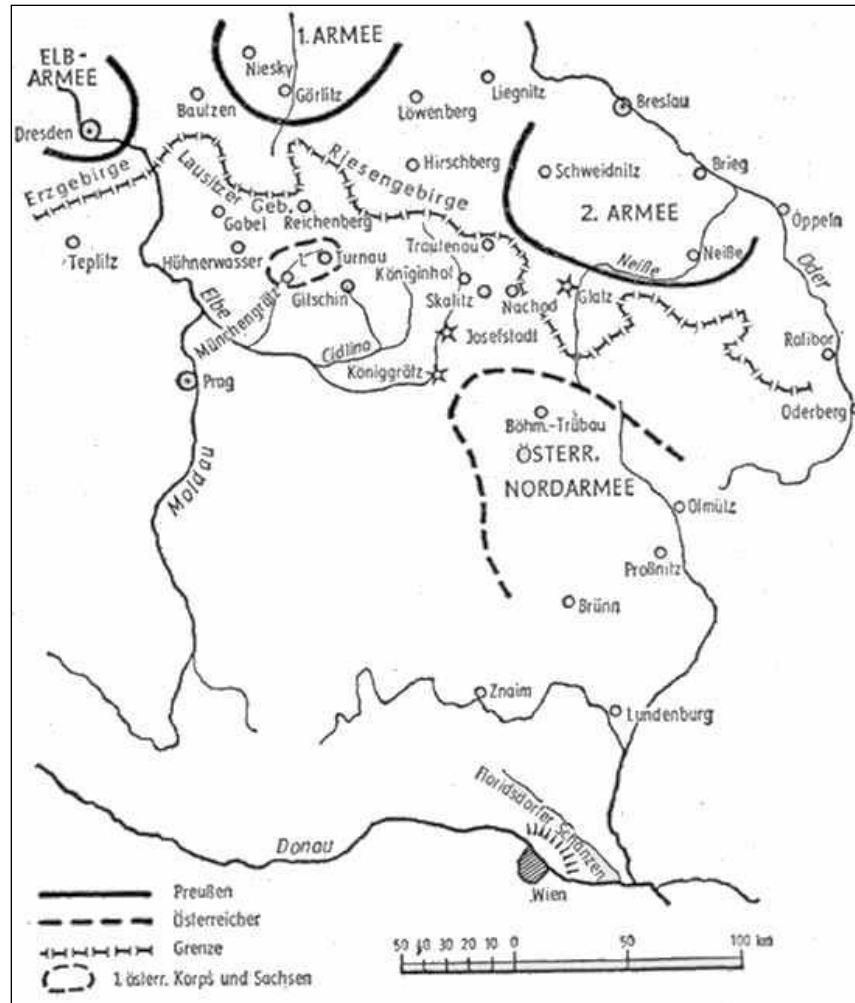 1. ARMEE
ELB-
ARMEE
Niesky
Görlitz
Bautzen
Löwenberg
Liegnitz
Breslau
Dresden
Erzgebirge
Lausitzer
Geb.
Riesengebirge
Hirschberg
Schweidnitz
Brieg
2. ARMEE
Oppeln
Oder
Gabel
Reichenberg
Teplitz
Hühnerwasser
Turnau
1.
Trautenau
Neiße
Neiße
Königinhof
Elbe
Münchengrätz
Gitschin
Skalitz
Nachod
Glatz
Cidlina
Josefstadt
Ratibor
Königgrätz
Prag
Oderberg
Böhm.-Trübau
ÖSTERR.
NORDARMEE
Moldau
Olmütz
Proßnitz
Brünn
Znaim
Lundenburg
Floridsdorfer Schanzen
Donau
Wien
Preußen
Österreicher
Grenze
1. österr. Korps und Sachsen
50 40 30 20 10 0 50 100 km